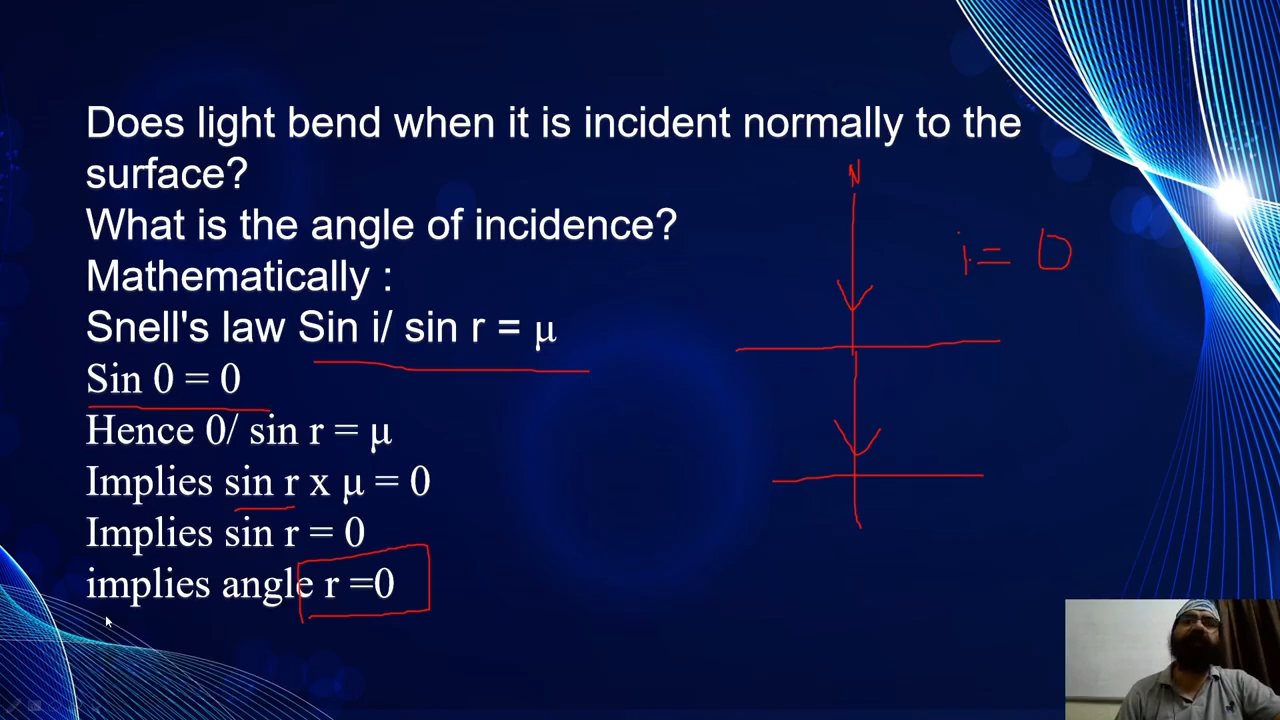 Does light bend when it is incident normally to the
surface?
What is the angle of incidence?
Mathematically :
Snell's law Sin i/ sin r = μ
Sin 0 = 0
Hence 0/ sin r = μ
Implies sin r x μ = 0
Implies sin r = 0
implies angle r =0
N
i = 0